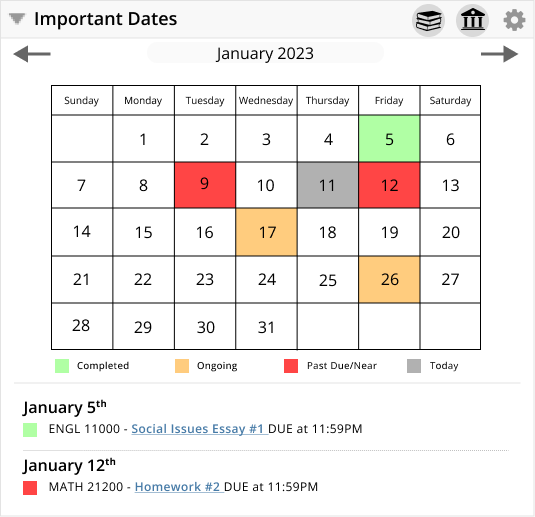 Important Dates
January 2023
Sunday Monday Tuesday Wednesday Thursday Friday Saturday
1 2 3 4 5 6
7 8 9 10 11 12 13
14 15 16 17 18 19 20
21 22 23 24 25 26 27
28 29 30 31
Completed Ongoing Past Due/Near Today
January 5th
ENGL 11000 - Social Issues Essay #1 DUE at 11:59PM
January 12th
MATH 21200 - Homework #2 DUE at 11:59PM